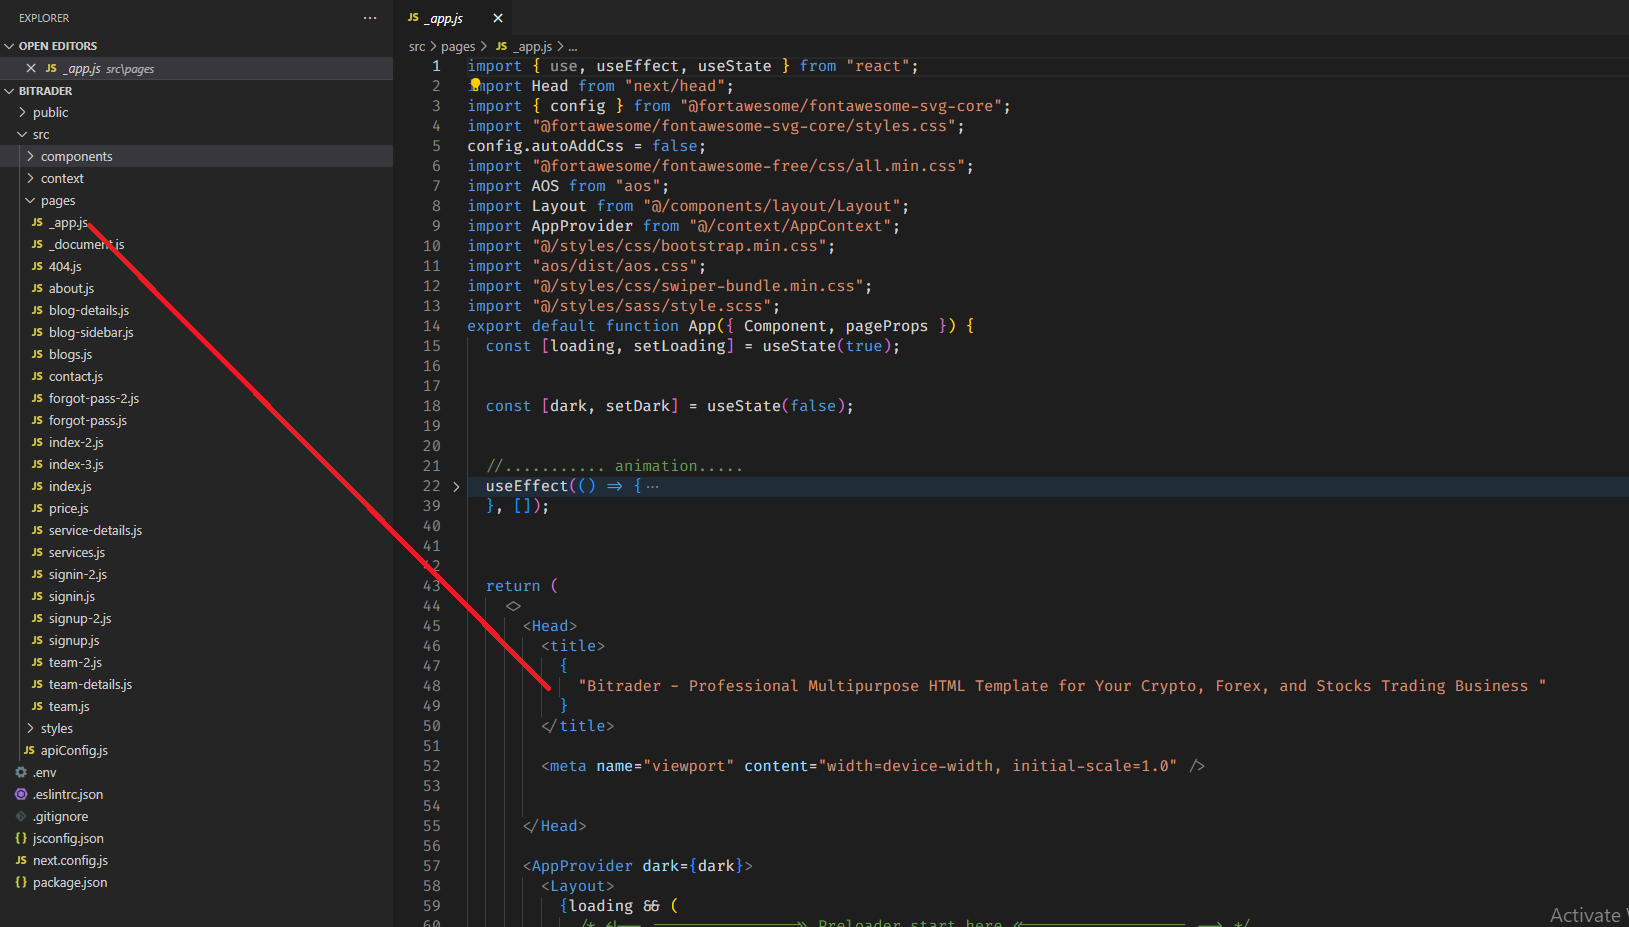 EXPLORER ···
OPEN EDITORS
JS _app.js src\pages
BITRADER
public
src
components
context
pages
JS _app.js
JS _document.js
JS 404.js
JS about.js
JS blog-details.js
JS blog-sidebar.js
JS blogs.js
JS contact.js
JS forgot-pass-2.js
JS forgot-pass.js
JS index-2.js
JS index-3.js
JS index.js
JS price.js
JS service-details.js
JS services.js
JS signin-2.js
JS signin.js
JS signup-2.js
JS signup.js
JS team-2.js
JS team-details.js
JS team.js
styles
JS apiConfig.js
.env
.eslintrc.json
.gitignore
{} jsconfig.json
JS next.config.js
{} package.json
JS _app.js ×
src > pages > JS _app.js > ...
1 import { use, useEffect, useState } from "react";
2 import Head from "next/head";
3 import { config } from "@fortawesome/fontawesome-svg-core";
4 import "@fortawesome/fontawesome-svg-core/styles.css";
5 config.autoAddCss = false;
6 import "@fortawesome/fontawesome-free/css/all.min.css";
7 import AOS from "aos";
8 import Layout from "@/components/layout/Layout";
9 import AppProvider from "@/context/AppContext";
10 import "@/styles/css/bootstrap.min.css";
11 import "aos/dist/aos.css";
12 import "@/styles/css/swiper-bundle.min.css";
13 import "@/styles/sass/style.scss";
14 export default function App({ Component, pageProps }) {
15 const [loading, setLoading] = useState(true);
16
17
18 const [dark, setDark] = useState(false);
19
20
21 //........... animation.....
22 useEffect(() => { ···
39 }, []);
40
41
42
43 return (
44 <>
45 <Head>
46 <title>
47 {
48 "Bitrader - Professional Multipurpose HTML Template for Your Crypto, Forex, and Stocks Trading Business "
49 }
50 </title>
51
52 <meta name="viewport" content="width=device-width, initial-scale=1.0" />
53
54
55 </Head>
56
57 <AppProvider dark={dark}>
58 <Layout>
59 {loading && (
60 Preloader start here
Activate